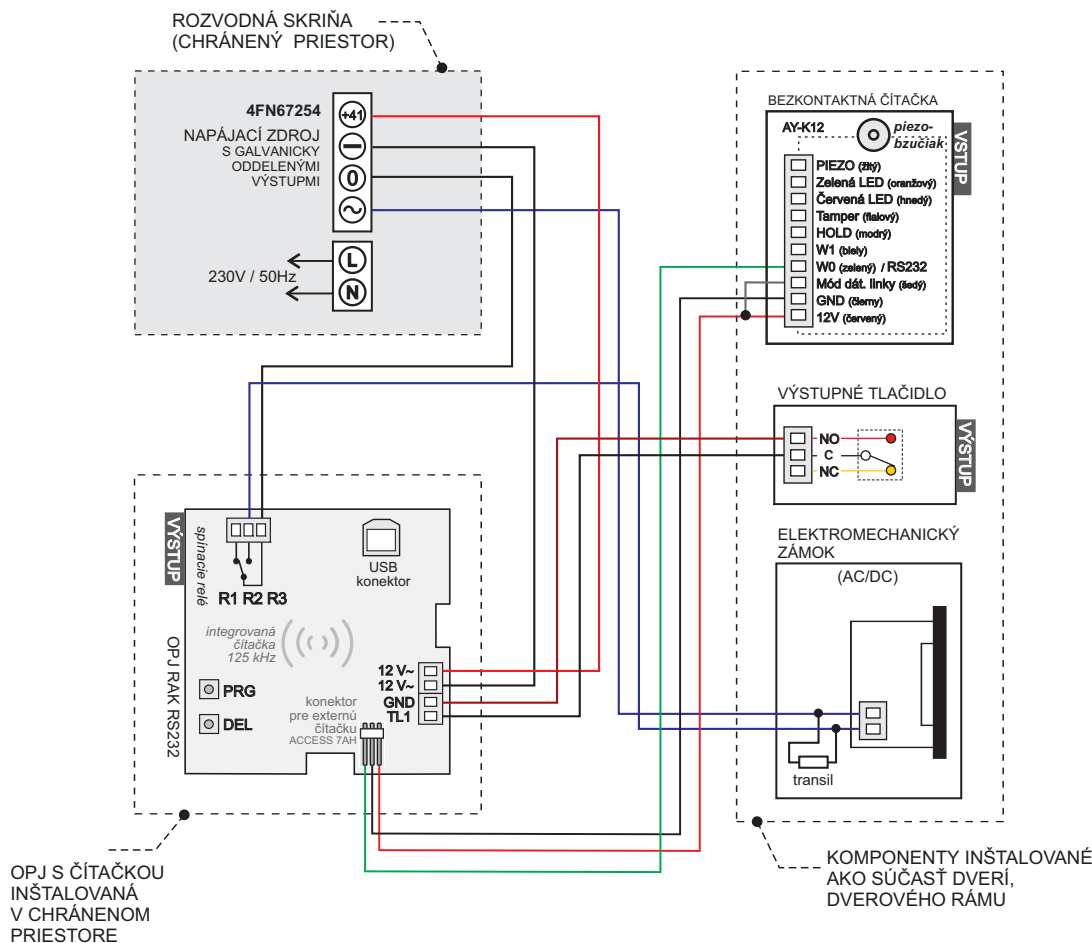 ROZVODNÁ SKRIŇA
(CHRÁNENÝ PRIESTOR)
4FN67254
NAPÁJACÍ ZDROJ
S GALVANICKY
ODDELENÝMI
VÝSTUPMI
+41
–
0
~
L
N
230V / 50Hz
BEZKONTAKTNÁ ČÍTAČKA
AY-K12
piezo-
bzučiak
VSTUP
PIEZO (žltý)
Zelená LED (oranžový)
Červená LED (hnedý)
Tamper (fialový)
HOLD (modrý)
W1 (biely)
W0 (zelený) / RS232
Mód dát. linky (šedý)
GND (čierny)
12V (červený)
VÝSTUPNÉ TLAČIDLO
NO
C
NC
VÝSTUP
ELEKTROMECHANICKÝ
ZÁMOK
(AC/DC)
transil
VÝSTUP
spínacie relé
R1 R2 R3
USB
konektor
integrovaná
čítačka
125 kHz
OPJ RAK RS232
PRG
DEL
12 V~
12 V~
GND
TL1
konektor
pre externú
čítačku
ACCESS 7AH
OPJ S ČÍTAČKOU
INŠTALOVANÁ
V CHRÁNENOM
PRIESTORE
KOMPONENTY INŠTALOVANÉ
AKO SÚČASŤ DVERÍ,
DVEROVÉHO RÁMU